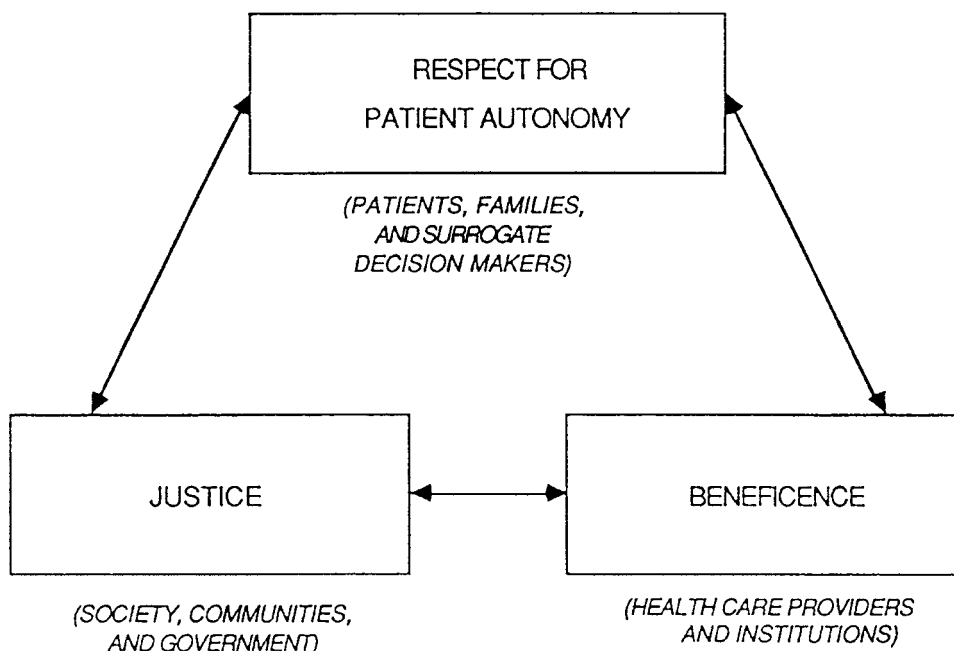 RESPECT FOR
PATIENT AUTONOMY
(PATIENTS, FAMILIES,
AND SURROGATE
DECISION MAKERS)
JUSTICE
BENEFICENCE
(SOCIETY, COMMUNITIES,
AND GOVERNMENT)
(HEALTH CARE PROVIDERS
AND INSTITUTIONS)